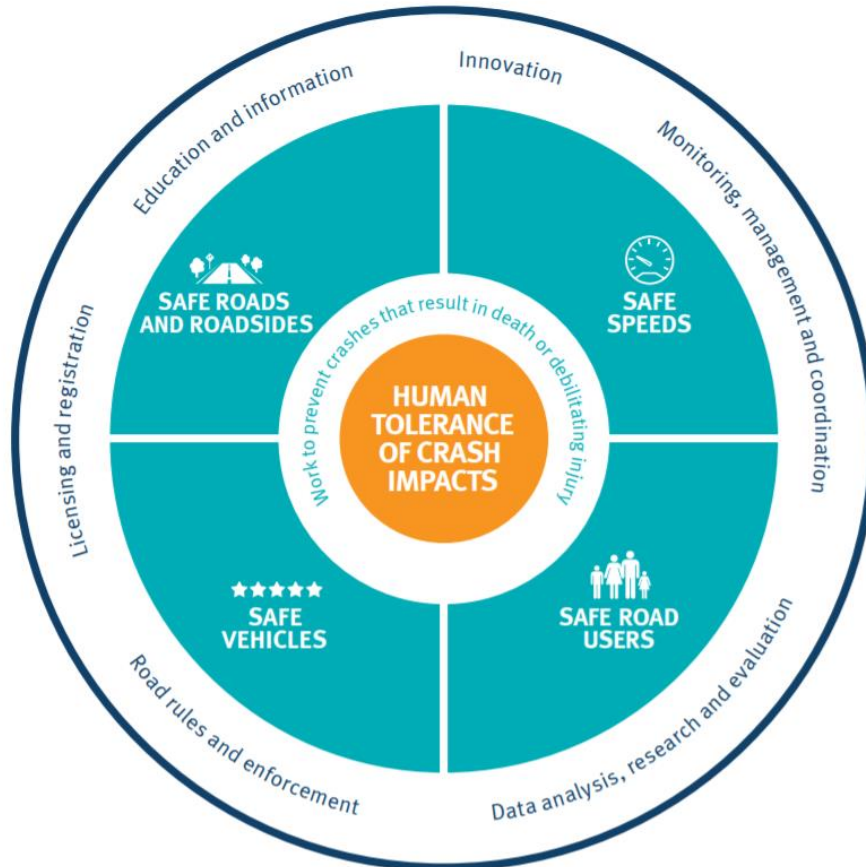 Innovation
Monitoring, management and coordination
Data analysis, research and evaluation
Road rules and enforcement
Licensing and registration
Education and information
SAFE ROADS
AND ROADSIDES
SAFE
SPEEDS
Work to prevent crashes that result in death or debilitating injury
HUMAN
TOLERANCE
OF CRASH
IMPACTS
SAFE
VEHICLES
SAFE ROAD
USERS